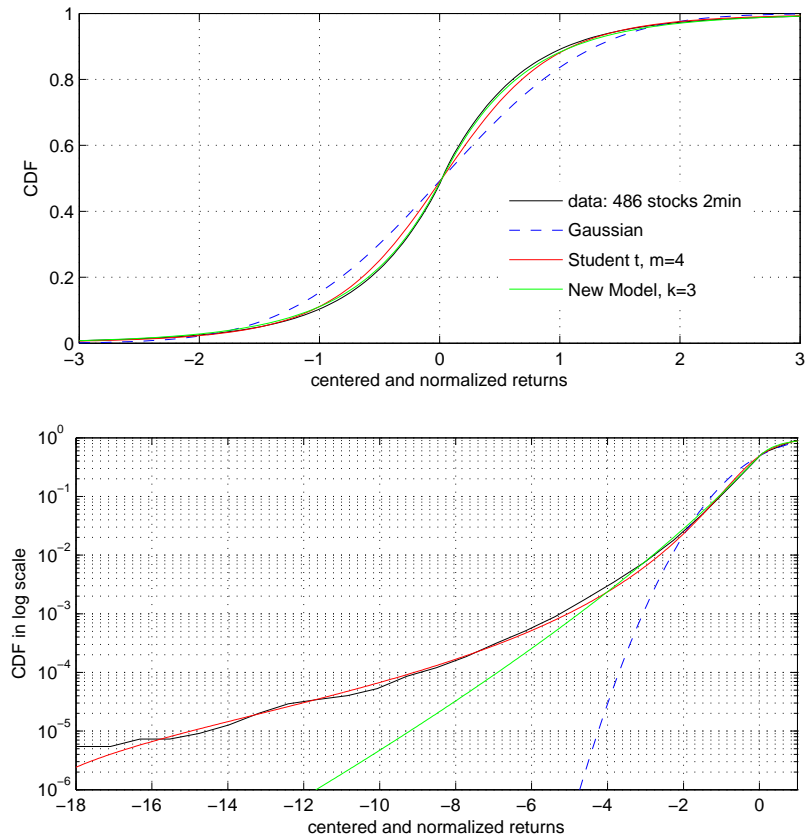 1
0.8
0.6
0.4
0.2
0
CDF
data: 486 stocks 2min
Gaussian
Student t, m=4
New Model, k=3
−3 −2 −1 0 1 2 3
centered and normalized returns
10^0
10^−1
10^−2
10^−3
10^−4
10^−5
10^−6
CDF in log scale
−18 −16 −14 −12 −10 −8 −6 −4 −2 0
centered and normalized returns